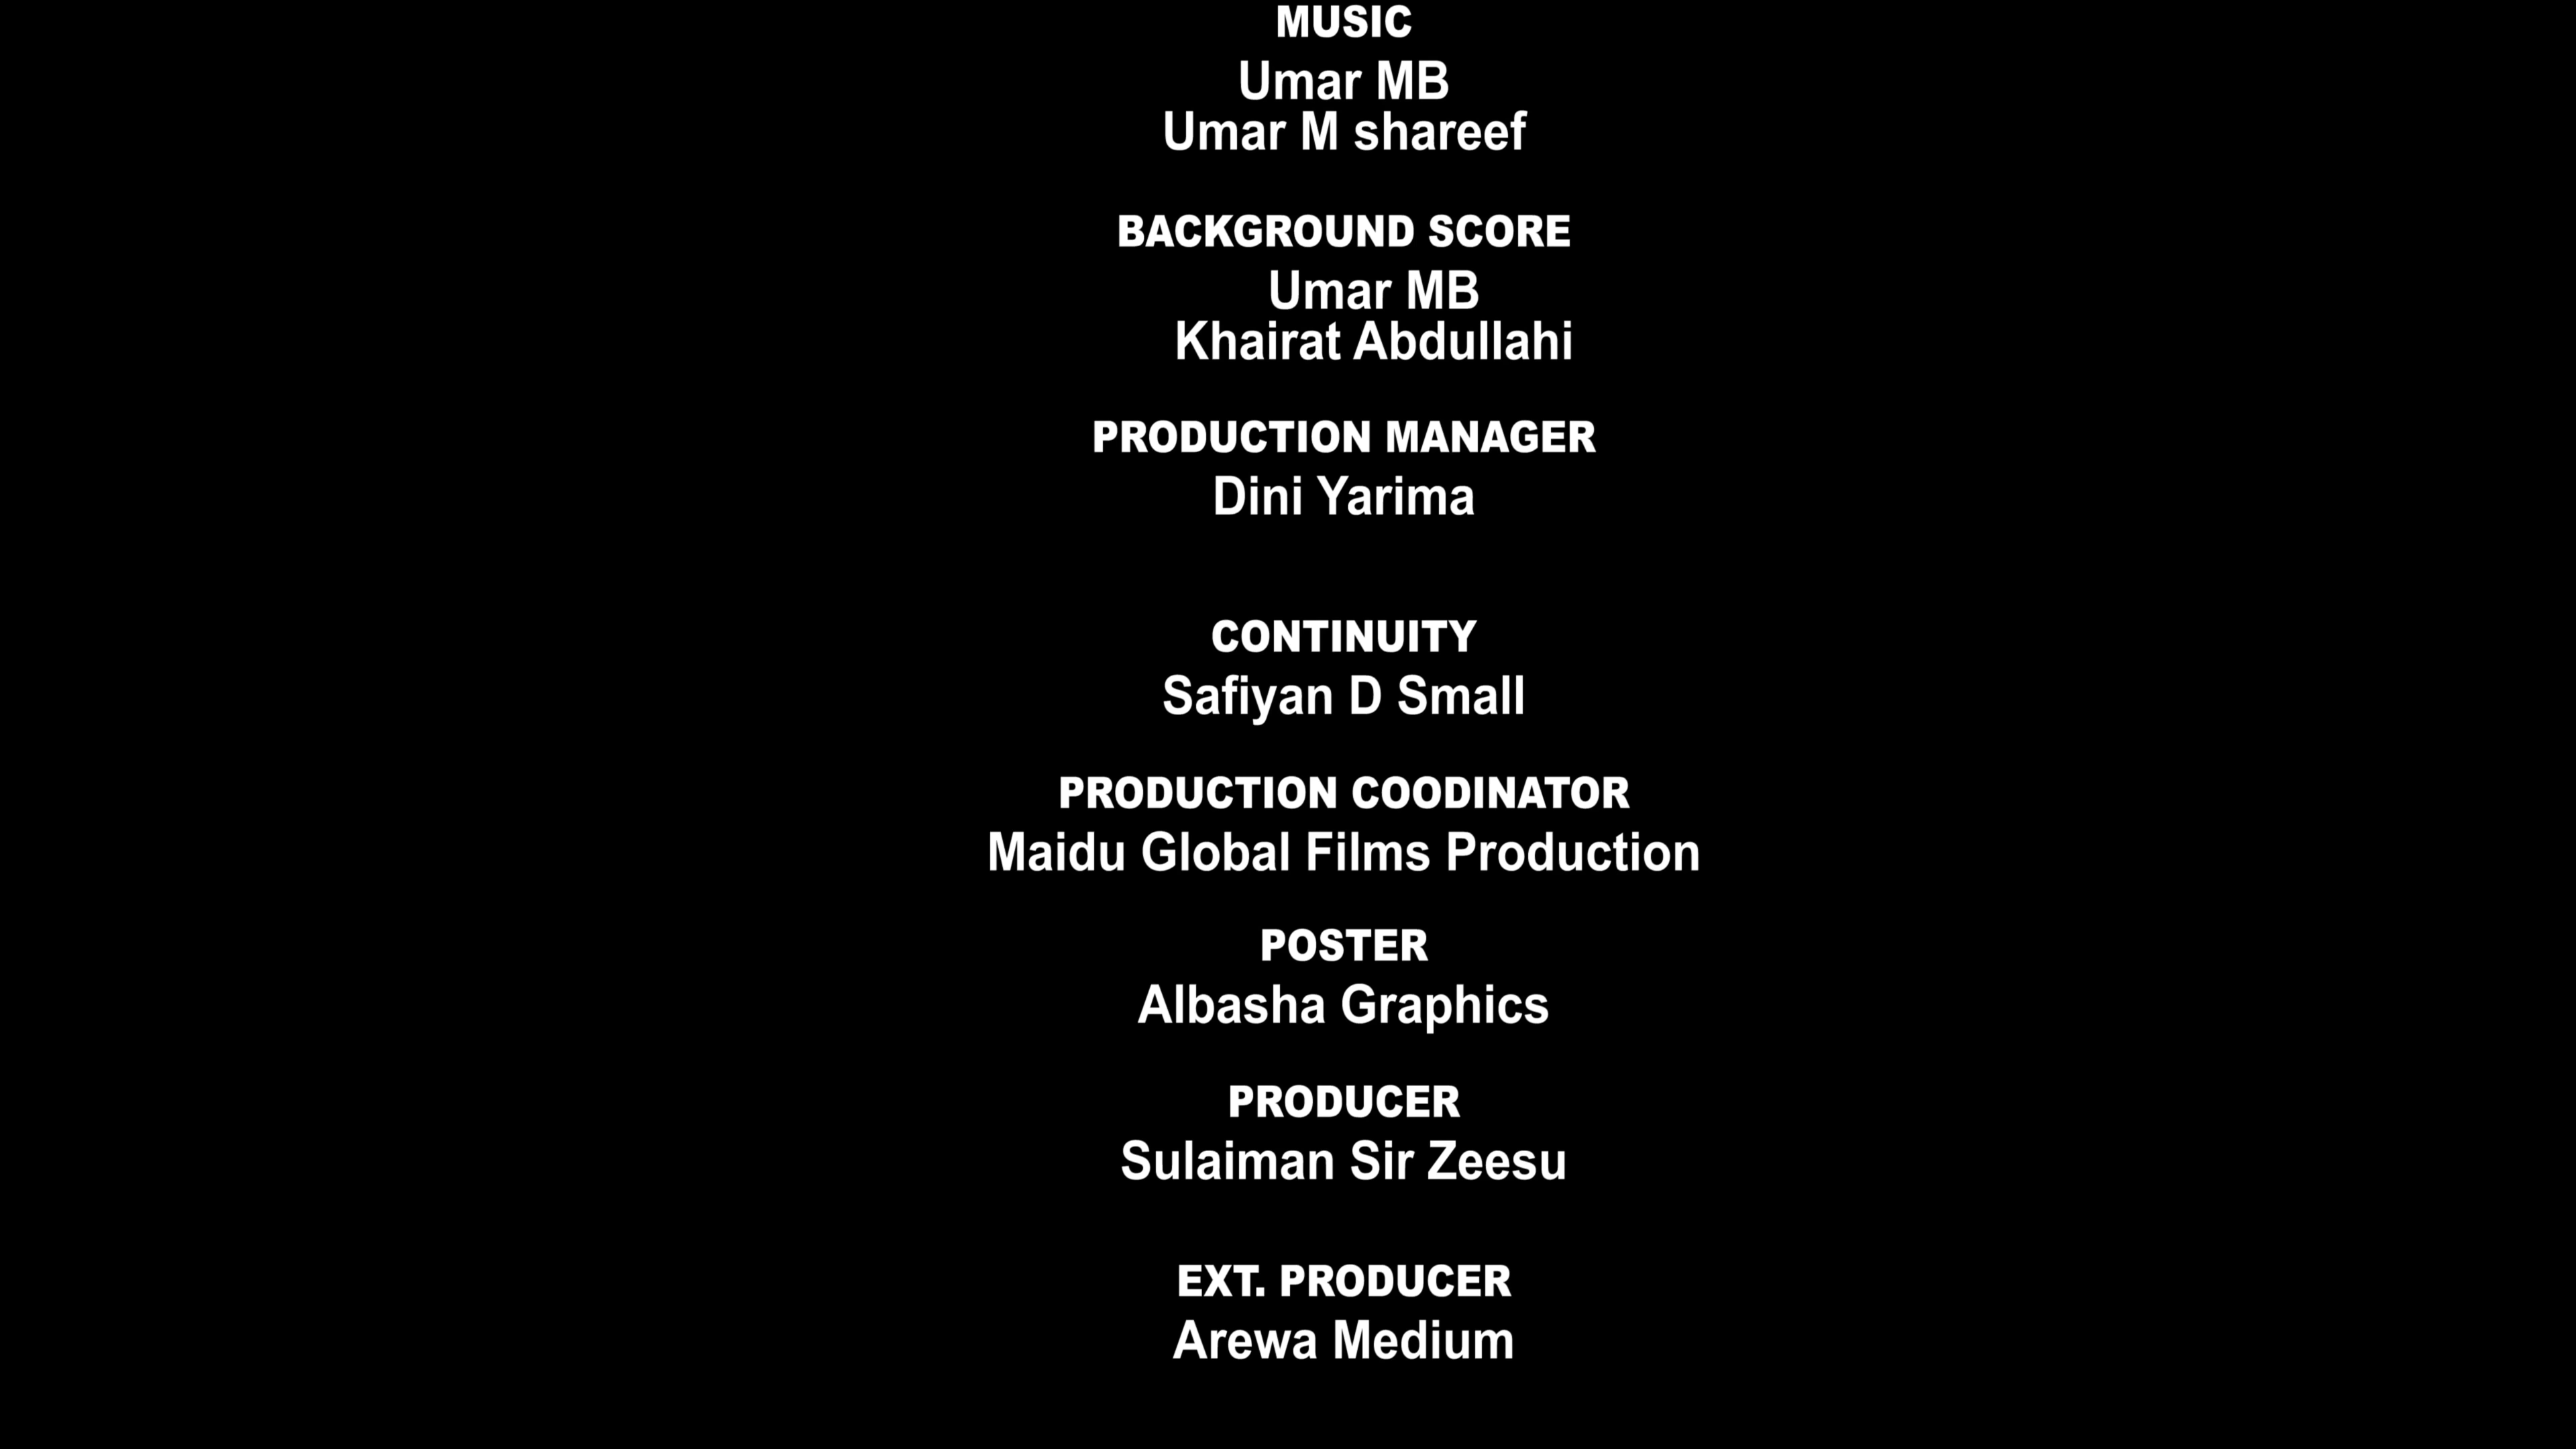 MUSIC
Umar MB
Umar M shareef
BACKGROUND SCORE
Umar MB
Khairat Abdullahi
PRODUCTION MANAGER
Dini Yarima
CONTINUITY
Safiyan D Small
PRODUCTION COODINATOR
Maidu Global Films Production
POSTER
Albasha Graphics
PRODUCER
Sulaiman Sir Zeesu
EXT. PRODUCER
Arewa Medium